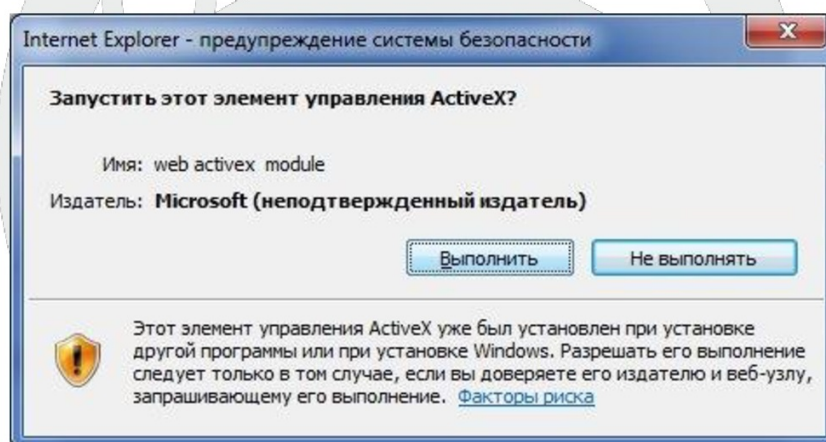 Internet Explorer - предупреждение системы безопасности
Запустить этот элемент управления ActiveX?
Имя: web activex module
Издатель: Microsoft (неподтвержденный издатель)
Выполнить Не выполнять
Этот элемент управления ActiveX уже был установлен при установке
другой программы или при установке Windows. Разрешать его выполнение
следует только в том случае, если вы доверяете его издателю и веб-узлу,
запрашивающему его выполнение. Факторы риска